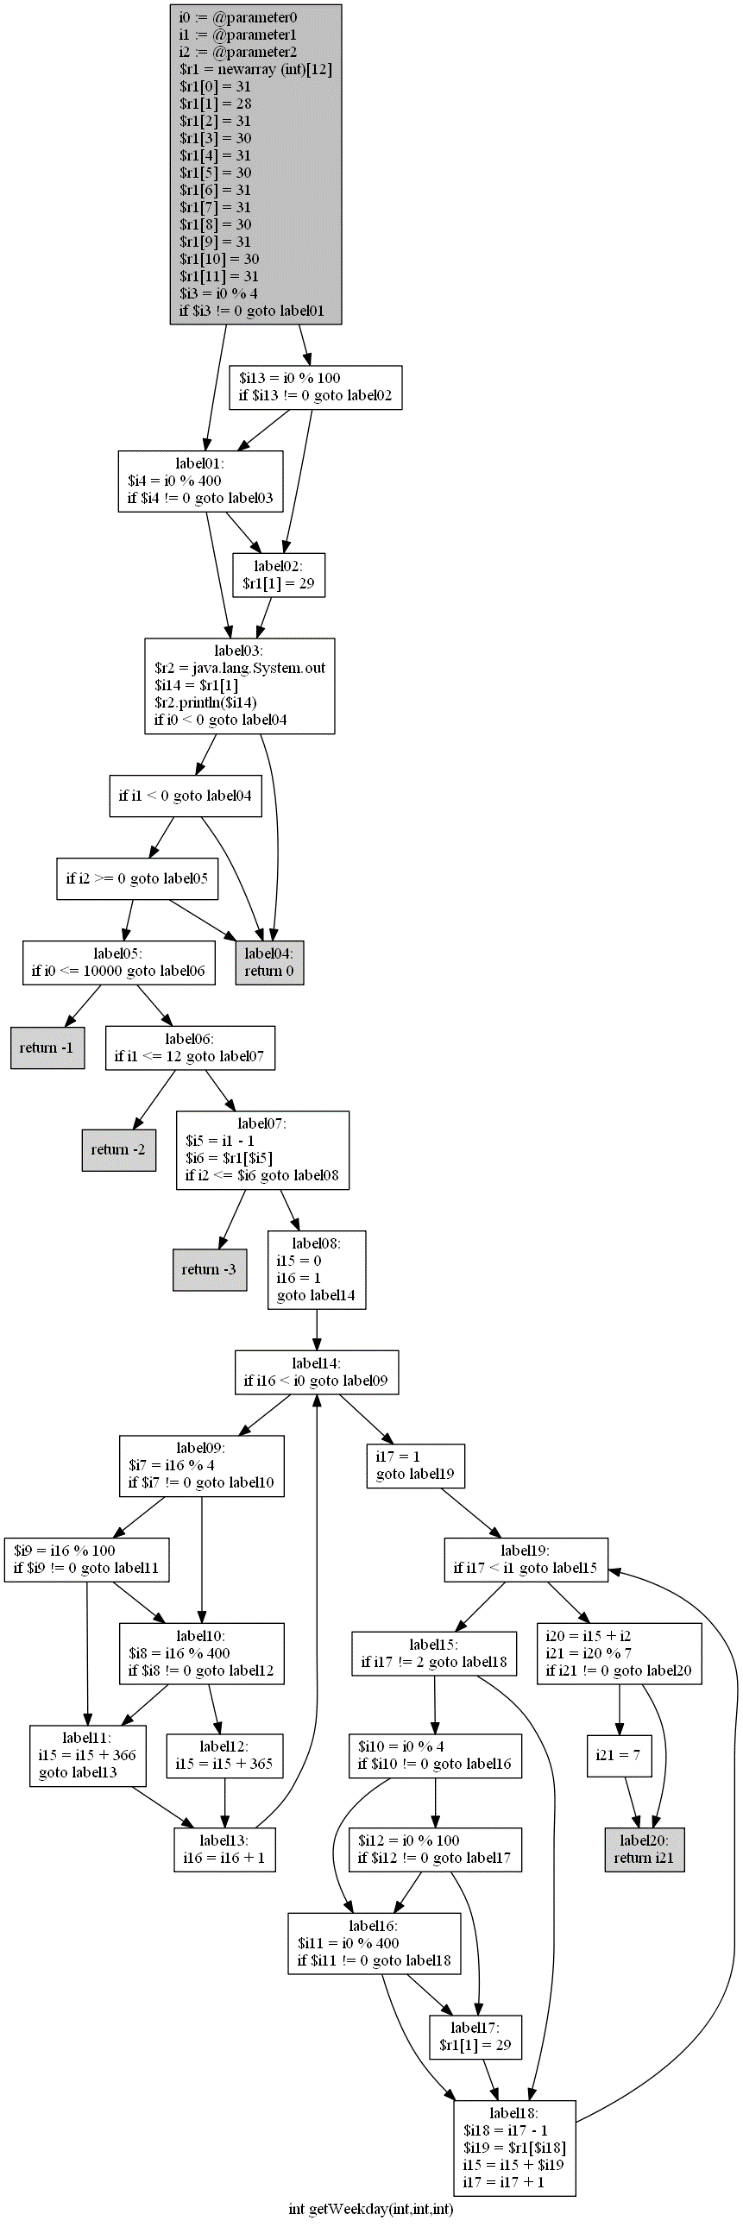 i0 := @parameter0
i1 := @parameter1
i2 := @parameter2
$r1 = newarray (int)[12]
$r1[0] = 31
$r1[1] = 28
$r1[2] = 31
$r1[3] = 30
$r1[4] = 31
$r1[5] = 30
$r1[6] = 31
$r1[7] = 31
$r1[8] = 30
$r1[9] = 31
$r1[10] = 30
$r1[11] = 31
$i3 = i0 % 4
if $i3 != 0 goto label01
$i13 = i0 % 100
if $i13 != 0 goto label02
label01:
$i4 = i0 % 400
if $i4 != 0 goto label03
label02:
$r1[1] = 29
label03:
$r2 = java.lang.System.out
$i14 = $r1[1]
$r2.println($i14)
if i0 < 0 goto label04
if i1 < 0 goto label04
if i2 >= 0 goto label05
label05:
if i0 <= 10000 goto label06
label04:
return 0
return -1
label06:
if i1 <= 12 goto label07
return -2
label07:
$i5 = i1 - 1
$i6 = $r1[$i5]
if i2 <= $i6 goto label08
return -3
label08:
i15 = 0
i16 = 1
goto label14
label14:
if i16 < i0 goto label09
label09:
$i7 = i16 % 4
if $i7 != 0 goto label10
i17 = 1
goto label19
$i9 = i16 % 100
if $i9 != 0 goto label11
label19:
if i17 < i1 goto label15
label10:
$i8 = i16 % 400
if $i8 != 0 goto label12
label15:
if i17 != 2 goto label18
i20 = i15 + i2
i21 = i20 % 7
if i21 != 0 goto label20
label11:
i15 = i15 + 366
goto label13
label12:
i15 = i15 + 365
$i10 = i0 % 4
if $i10 != 0 goto label16
i21 = 7
label13:
i16 = i16 + 1
$i12 = i0 % 100
if $i12 != 0 goto label17
label20:
return i21
label16:
$i11 = i0 % 400
if $i11 != 0 goto label18
label17:
$r1[1] = 29
label18:
$i18 = i17 - 1
$i19 = $r1[$i18]
i15 = i15 + $i19
i17 = i17 + 1
int getWeekday(int,int,int)